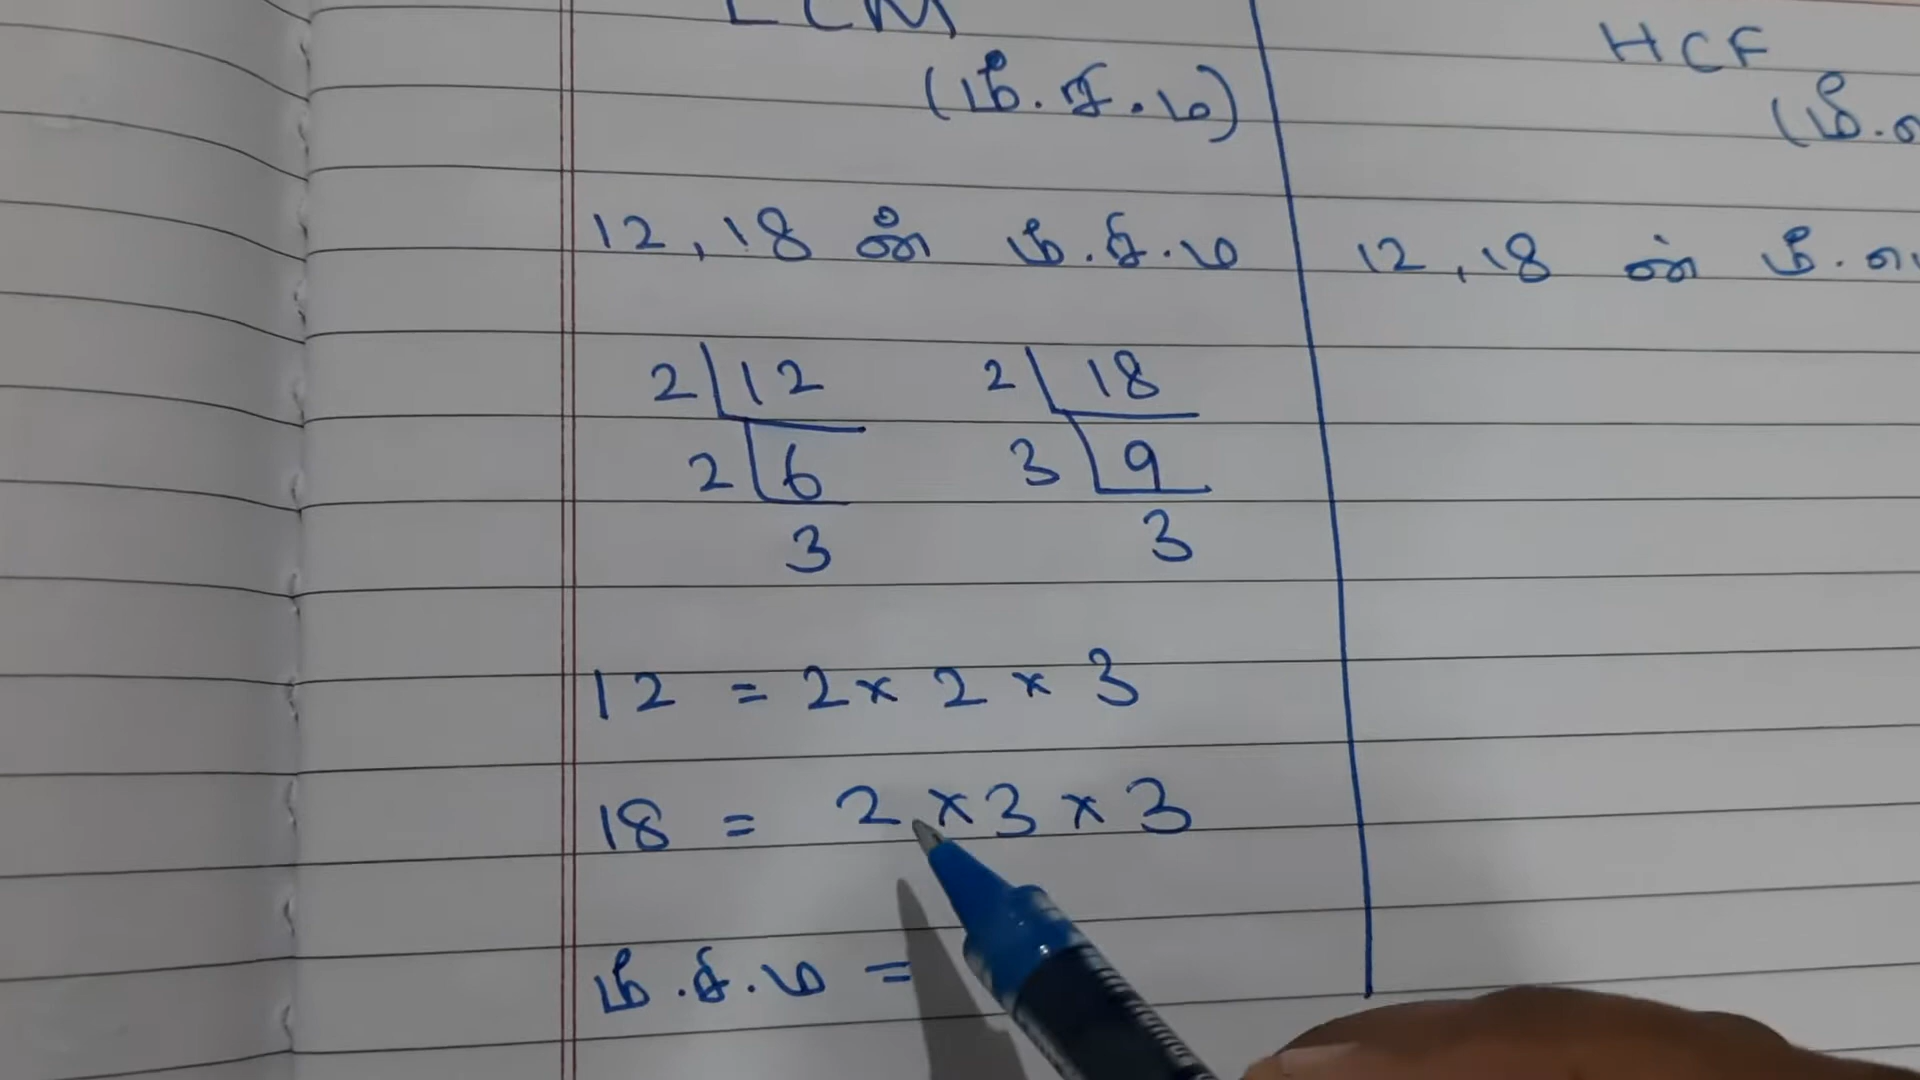 LCM
(மீ.சி.ம)
12, 18 ன் மீ.சி.ம
2 12
2 6
3
2 18
3 9
3
12 = 2 × 2 × 3
18 = 2 × 3 × 3
மீ.சி.ம =
HCF
(மீ.
12, 18 ன் மீ.